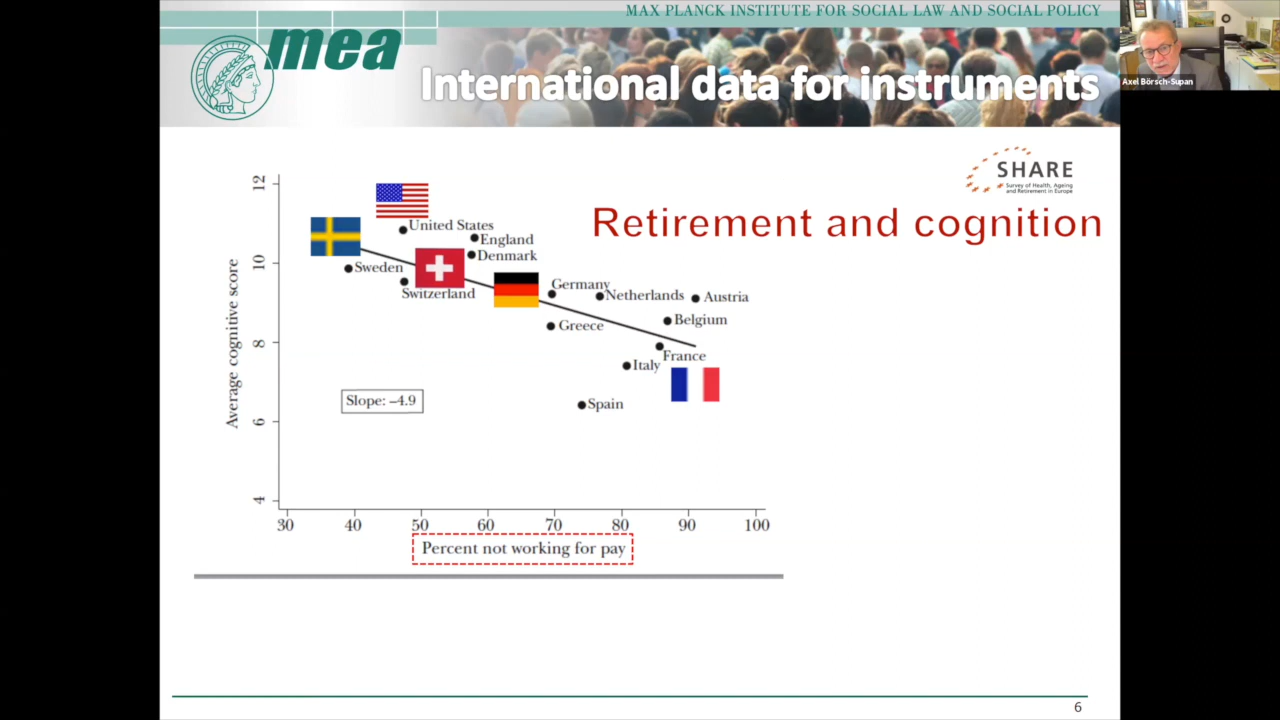 MAX PLANCK INSTITUTE FOR SOCIAL LAW AND SOCIAL POLICY
mea
International data for instruments
Axel Börsch-Supan
SHARE
Survey of Health, Ageing
and Retirement in Europe
Retirement and cognition
Average cognitive score
12
10
8
6
4
United States
England
Denmark
Sweden
Switzerland
Germany
Netherlands
Austria
Greece
Belgium
France
Italy
Spain
Slope: –4.9
30 40 50 60 70 80 90 100
Percent not working for pay
6